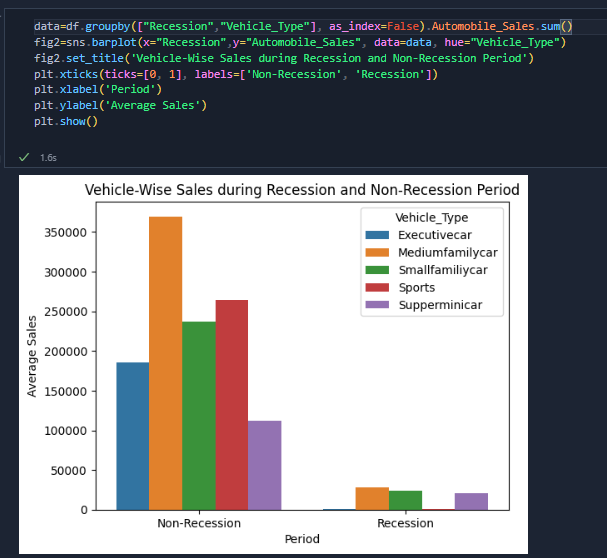 data=df.groupby(["Recession","Vehicle_Type"], as_index=False).Automobile_Sales.sum()
fig2=sns.barplot(x="Recession",y="Automobile_Sales", data=data, hue="Vehicle_Type")
fig2.set_title('Vehicle-Wise Sales during Recession and Non-Recession Period')
plt.xticks(ticks=[0, 1], labels=['Non-Recession', 'Recession'])
plt.xlabel('Period')
plt.ylabel('Average Sales')
plt.show()
1.6s
Vehicle-Wise Sales during Recession and Non-Recession Period
Vehicle_Type
Executivecar
Mediumfamilycar
Smallfamiliycar
Sports
Supperminicar
350000
300000
250000
200000
150000
100000
50000
0
Average Sales
Non-Recession
Recession
Period